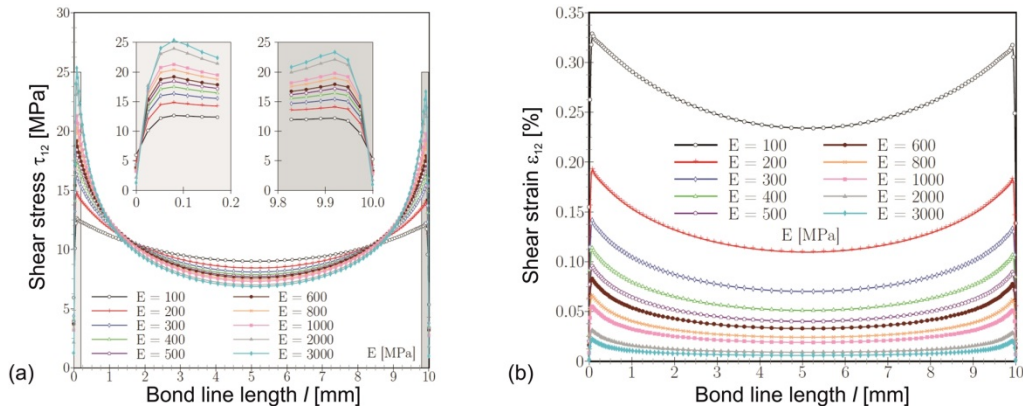 30
25
20
15
10
5
0
Shear stress τ12 [MPa]
25
20
15
10
5
0
0.0 0.1 0.2
25
20
15
10
5
0
9.8 9.9 10.0
E = 100
E = 200
E = 300
E = 400
E = 500
E = 600
E = 800
E = 1000
E = 2000
E = 3000
E [MPa]
0 1 2 3 4 5 6 7 8 9 10
Bond line length l [mm]
(a)
0.35
0.30
0.20
0.15
0.10
0.05
0.00
Shear strain ε12 [%]
E = 100
E = 200
E = 300
E = 400
E = 500
E = 600
E = 800
E = 1000
E = 2000
E = 3000
E [MPa]
0 1 2 3 4 5 6 7 8 9 10
Bond line length l [mm]
(b)